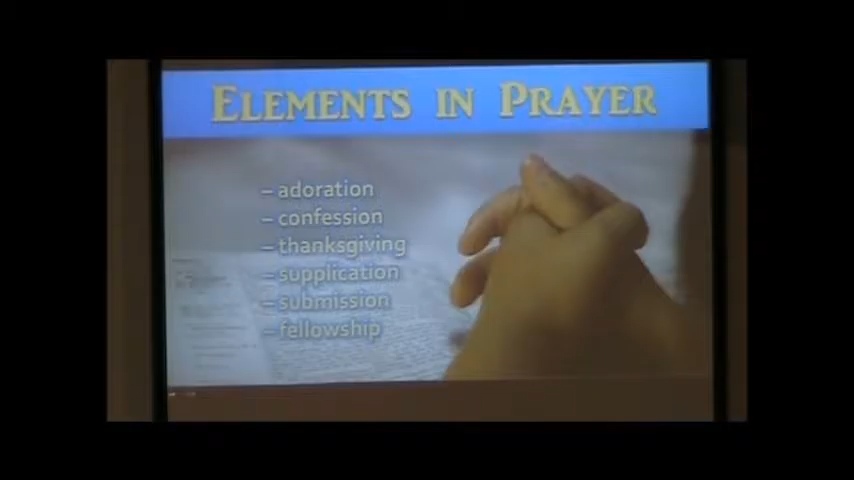 ELEMENTS IN PRAYER
– adoration
– confession
– thanksgiving
– supplication
– submission
– fellowship